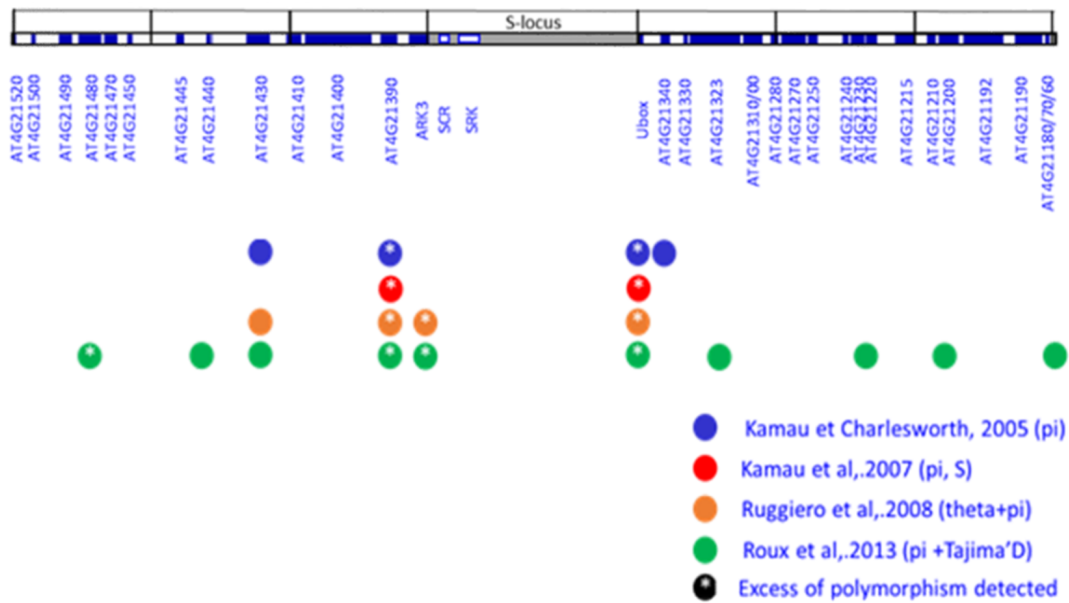 S-locus
AT4G21520
AT4G21500
AT4G21490
AT4G21480
AT4G21470
AT4G21450
AT4G21445
AT4G21440
AT4G21430
AT4G21410
AT4G21400
AT4G21390
ARK3
SCR
SRK
Ubox
AT4G21340
AT4G21330
AT4G21323
AT4G21310/00
AT4G21280
AT4G21270
AT4G21250
AT4G21240
AT4G21230
AT4G21220
AT4G21215
AT4G21210
AT4G21200
AT4G21192
AT4G21190
AT4G21180/70/60
Kamau et Charlesworth, 2005 (pi)
Kamau et al,.2007 (pi, S)
Ruggiero et al,.2008 (theta+pi)
Roux et al,.2013 (pi +Tajima'D)
* Excess of polymorphism detected